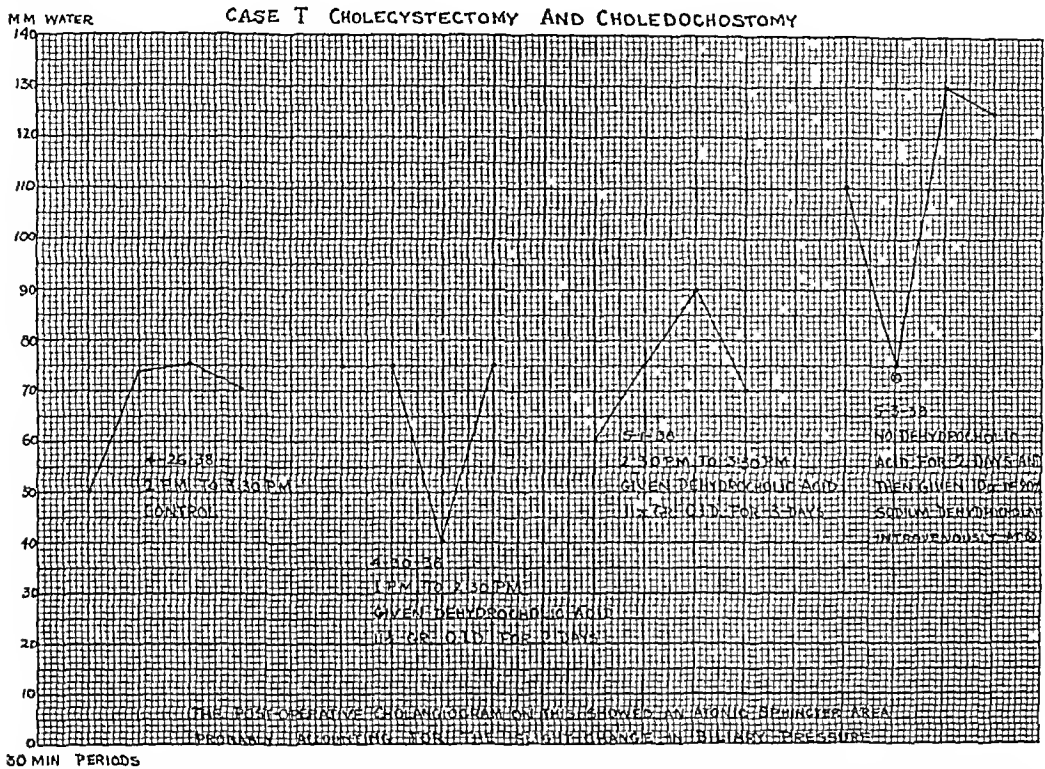 CASE T CHOLECYSTECTOMY AND CHOLEDOCHOSTOMY
MM WATER
140
130
120
110
100
90
80
70
60
50
40
30
20
10
0
4-26-38
2 P.M. TO 3:30 PM
CONTROL
4-30-38
1 PM TO 2:30 PM
GIVEN DEHYDROCHOLIC ACID
GR. FOR 2 DAYS
5-1-38
2:30 PM TO 3:30 PM
GIVEN DEHYDROCHOLIC ACID
GR. FOR 3 DAYS
5-3-38
NO DEHYDROCHOLIC
ACID FOR 2 DAYS AND
THEN GIVEN 10
SODIUM
INTRAVENOUSLY AT ⊗
THE POST-OPERATIVE CHOLANGIOGRAM ON THIS SHOWED AN ATONIC SPHINCTER AREA
PROBABLY ACCOUNTING FOR THE SLIGHT CHANGE IN BILIARY PRESSURE
30 MIN PERIODS